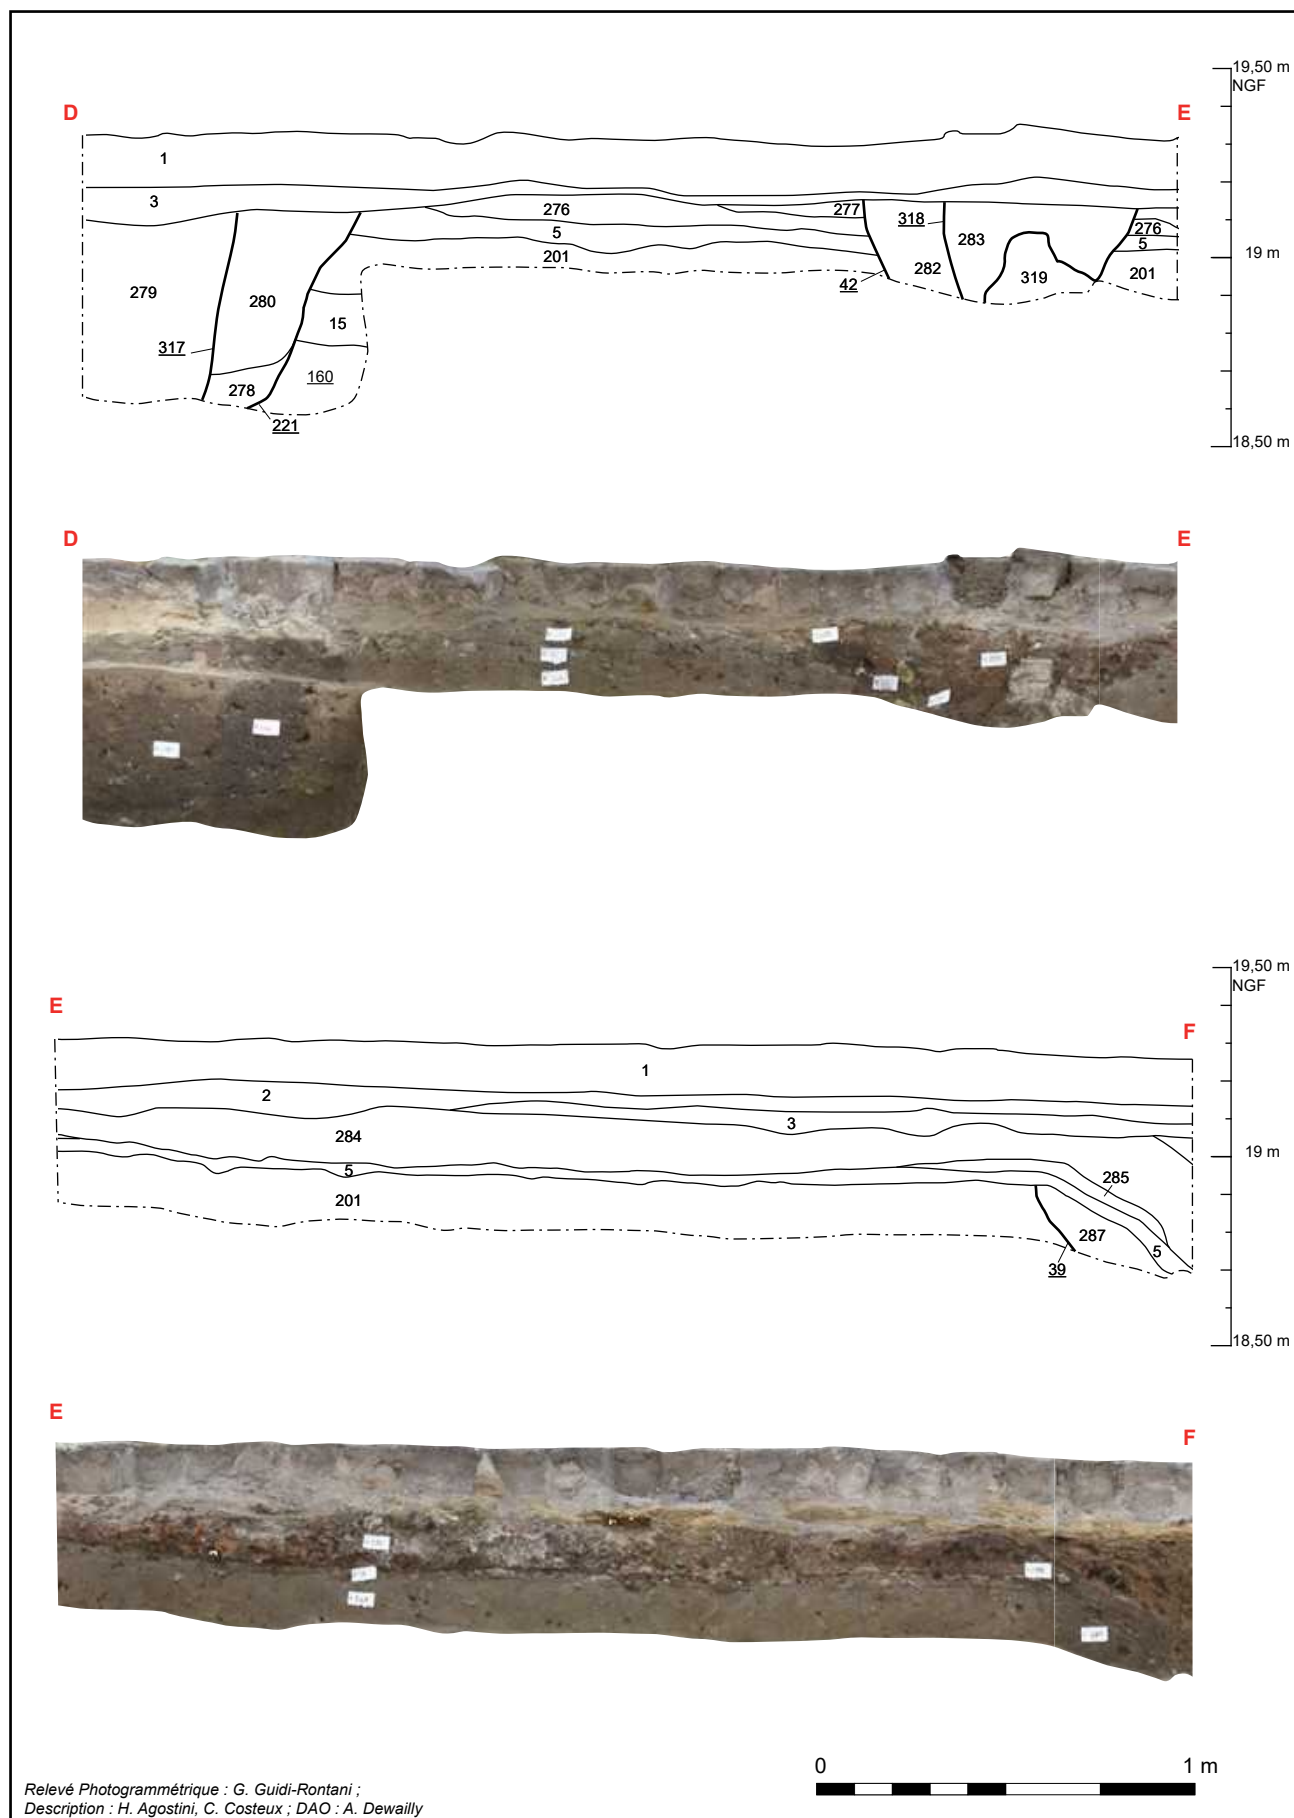 19,50 m
NGF
D
E
1
3
276
277
318
276
5
283
5
201
19 m
42
282
319
201
279
280
15
317
160
278
221
18,50 m
D
E
19,50 m
NGF
E
F
1
2
3
284
19 m
5
285
201
287
5
39
18,50 m
E
F
0
1 m
Relevé Photogrammétrique : G. Guidi-Rontani ;
Description : H. Agostini, C. Costeux ; DAO : A. Dewailly